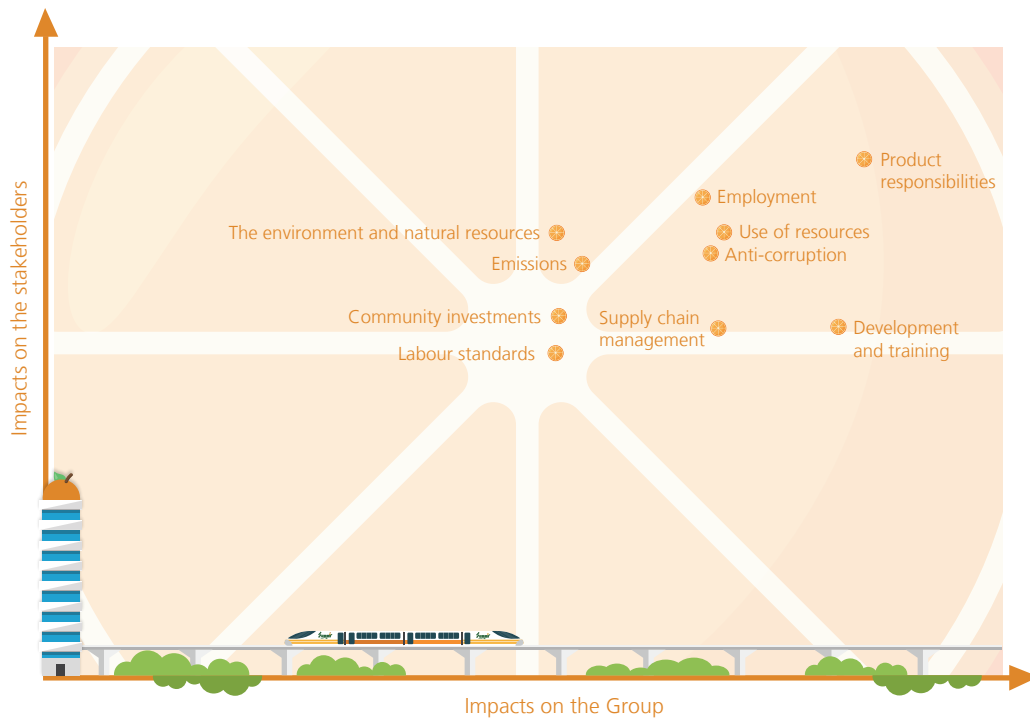 Impacts on the stakeholders
Product
responsibilities
Employment
The environment and natural resources
Use of resources
Anti-corruption
Emissions
Community investments
Supply chain
management
Development
and training
Labour standards
Impacts on the Group